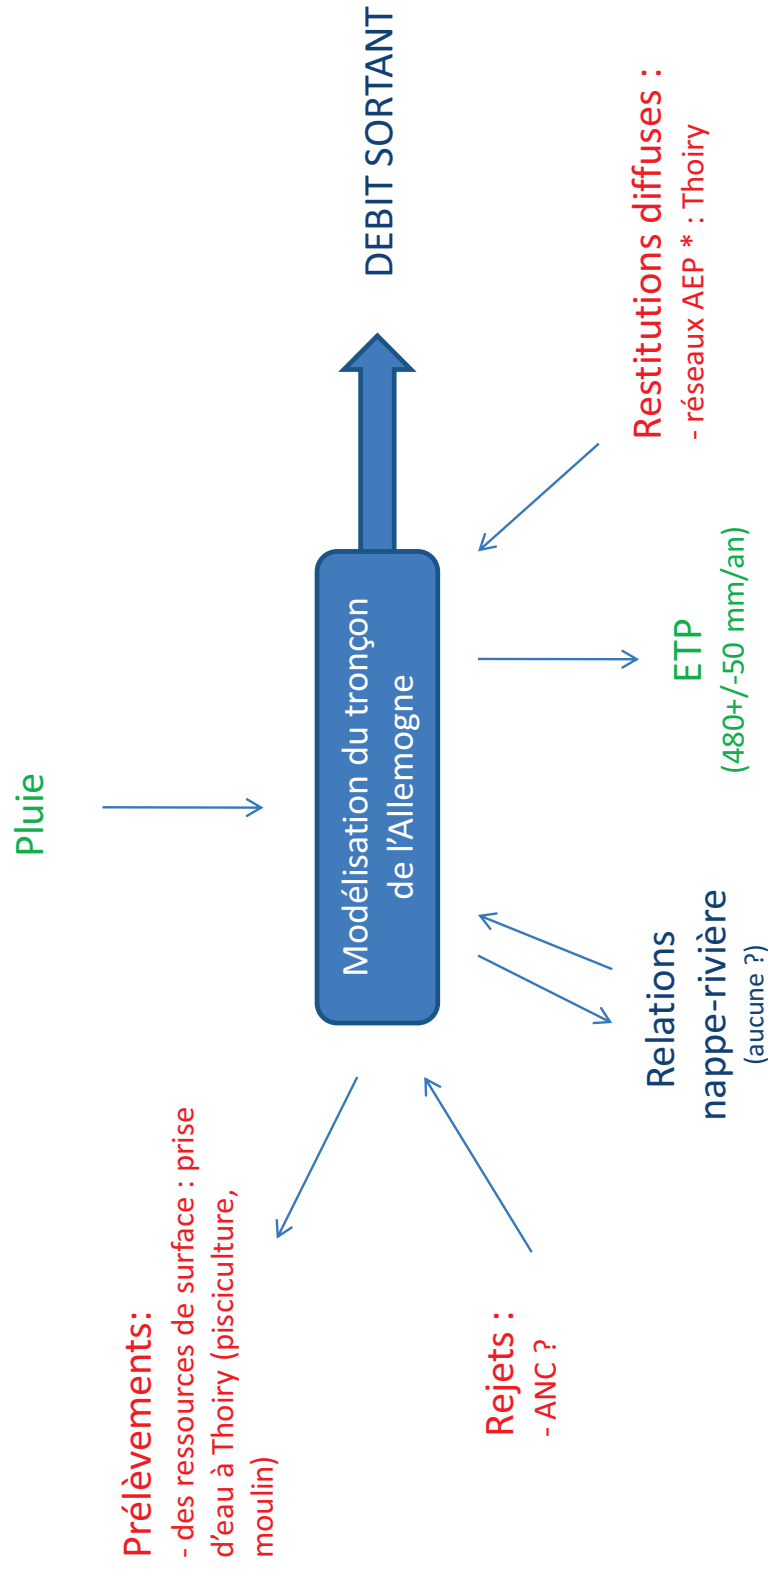 Pluie
Prélèvements:
- des ressources de surface : prise
d'eau à Thoiry (pisciculture,
moulin)
Modélisation du tronçon
de l'Allemogne
DEBIT SORTANT
Rejets :
- ANC ?
Relations
nappe-rivière
(aucune ?)
ETP
(480+/-50 mm/an)
Restitutions diffuses :
- réseaux AEP * : Thoiry